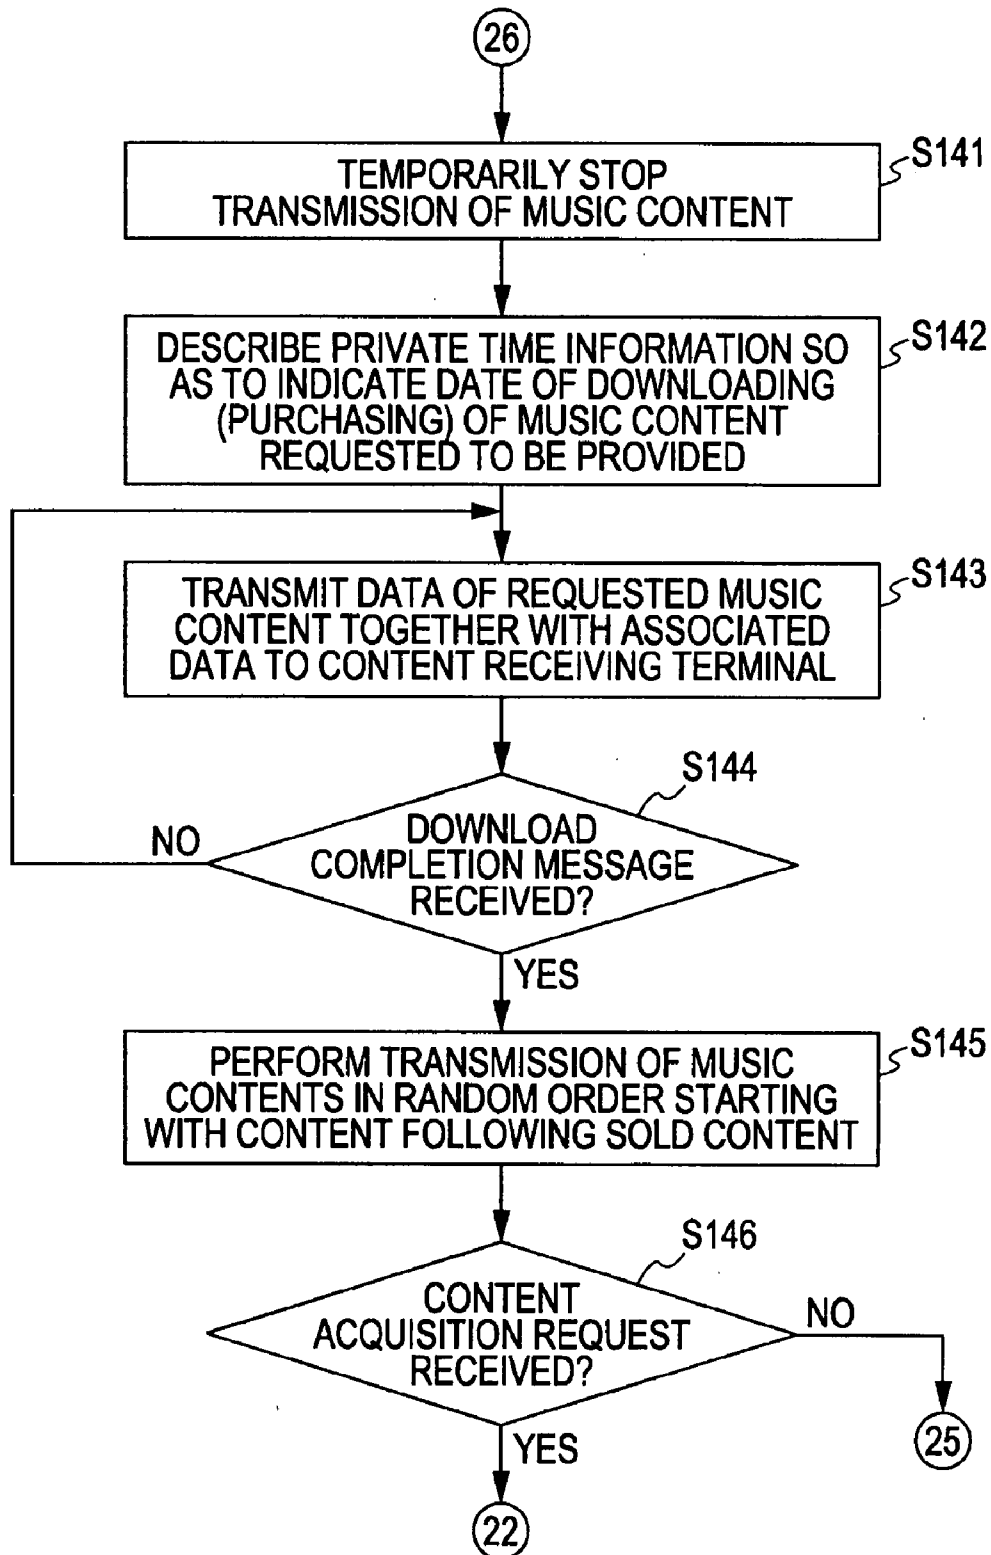 26
S141
TEMPORARILY STOP
TRANSMISSION OF MUSIC CONTENT
S142
DESCRIBE PRIVATE TIME INFORMATION SO
AS TO INDICATE DATE OF DOWNLOADING
(PURCHASING) OF MUSIC CONTENT
REQUESTED TO BE PROVIDED
S143
TRANSMIT DATA OF REQUESTED MUSIC
CONTENT TOGETHER WITH ASSOCIATED
DATA TO CONTENT RECEIVING TERMINAL
S144
NO
DOWNLOAD
COMPLETION MESSAGE
RECEIVED?
YES
S145
PERFORM TRANSMISSION OF MUSIC
CONTENTS IN RANDOM ORDER STARTING
WITH CONTENT FOLLOWING SOLD CONTENT
S146
CONTENT
ACQUISITION REQUEST
RECEIVED?
NO
25
YES
22